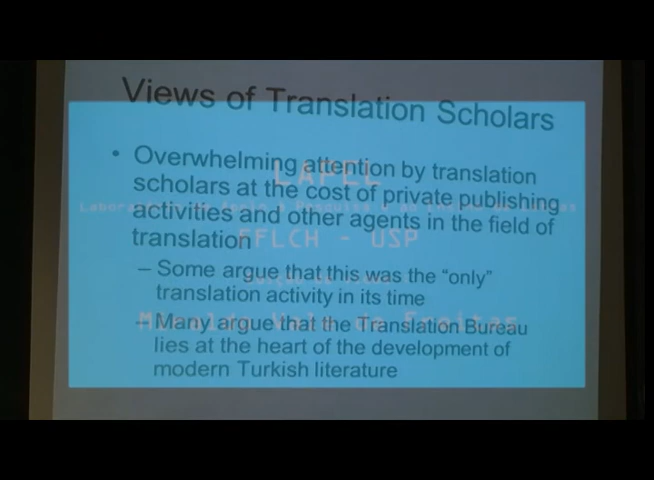 Views of Translation Scholars
• Overwhelming attention by translation
scholars at the cost of private publishing
activities and other agents in the field of
translation
– Some argue that this was the “only”
translation activity in its time
– Many argue that the Translation Bureau
lies at the heart of the development of
modern Turkish literature
LAPEL
FFLCH - USP